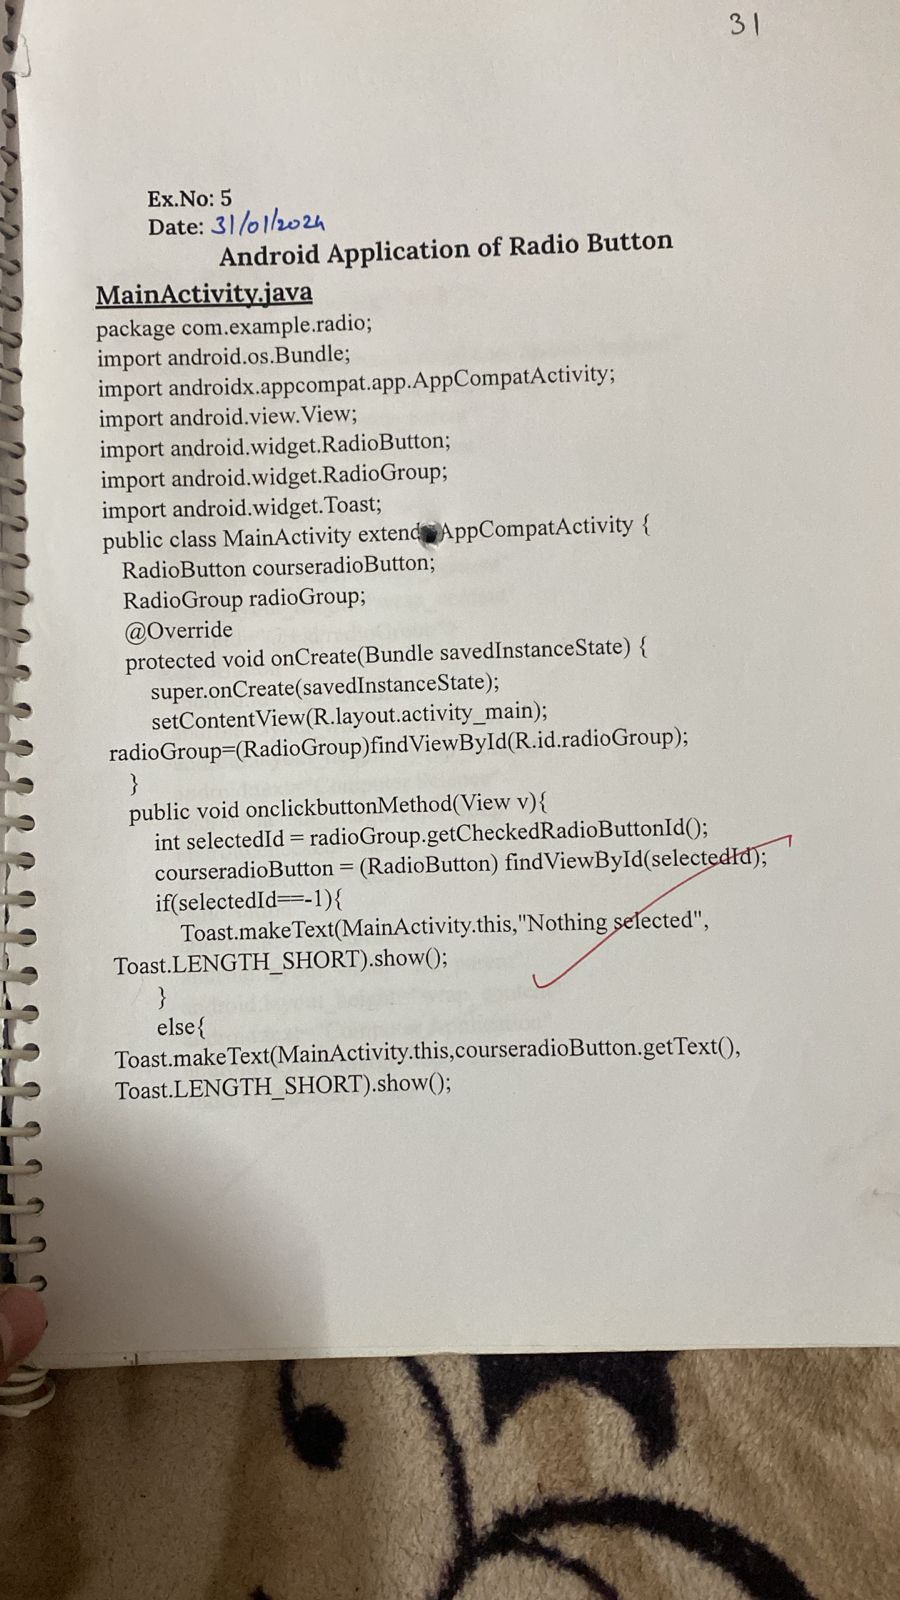 31
Ex.No: 5
Date: 31/01/2024
Android Application of Radio Button
MainActivity.java
package com.example.radio;
import android.os.Bundle;
import androidx.appcompat.app.AppCompatActivity;
import android.view.View;
import android.widget.RadioButton;
import android.widget.RadioGroup;
import android.widget.Toast;
public class MainActivity extend AppCompatActivity {
RadioButton courseradioButton;
RadioGroup radioGroup;
@Override
protected void onCreate(Bundle savedInstanceState) {
super.onCreate(savedInstanceState);
setContentView(R.layout.activity_main);
radioGroup=(RadioGroup)findViewById(R.id.radioGroup);
}
public void onclickbuttonMethod(View v){
int selectedId = radioGroup.getCheckedRadioButtonId();
courseradioButton = (RadioButton) findViewById(selectedId);
if(selectedId==-1){
Toast.makeText(MainActivity.this,"Nothing selected",
Toast.LENGTH_SHORT).show();
}
else{
Toast.makeText(MainActivity.this,courseradioButton.getText(),
Toast.LENGTH_SHORT).show();